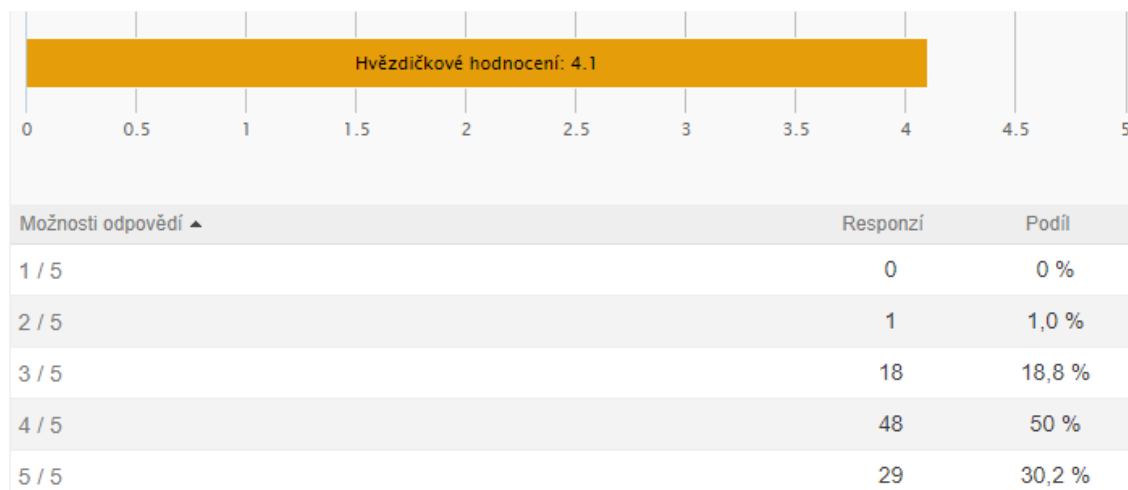 Hvězdičkové hodnocení: 4.1
0 0.5 1 1.5 2 2.5 3 3.5 4 4.5 5
Možnosti odpovědí ▲ Responzí Podíl
1 / 5 0 0 %
2 / 5 1 1,0 %
3 / 5 18 18,8 %
4 / 5 48 50 %
5 / 5 29 30,2 %